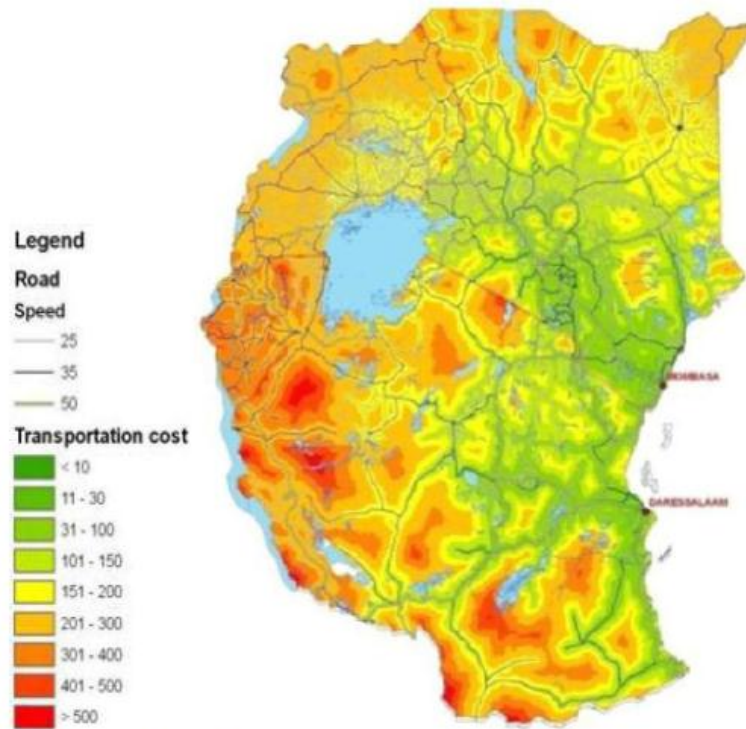 Legend
Road
Speed
25
35
50
Transportation cost
< 10
11 - 30
31 - 100
101 - 150
151 - 200
201 - 300
301 - 400
401 - 500
> 500
MOMBASA
DARESSALAAM